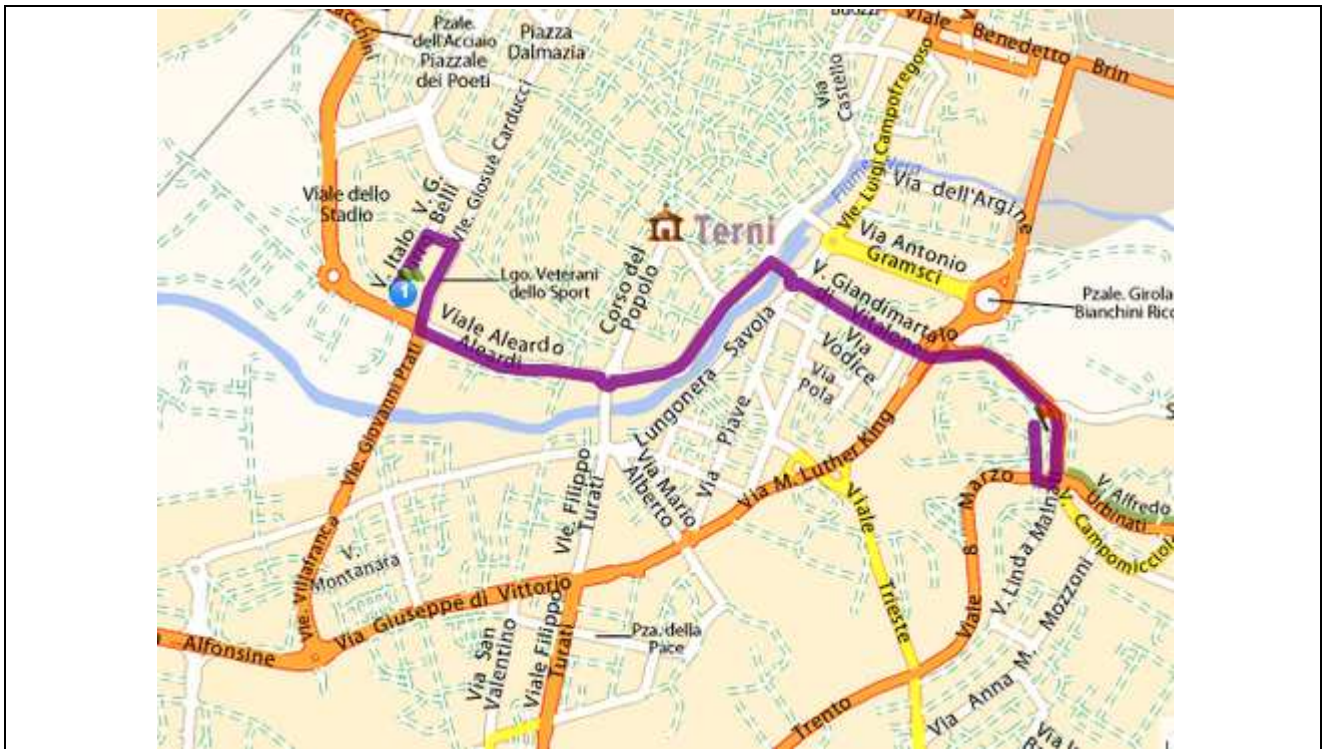 Pzale.
dell'Acciaio
Piazza
Dalmazia
Piazzale
dei Poeti
Viale
Benedetto Brin
Via
Castello
Vle. Luigi Campofregoso
Via dell'Argine
Vle. Giosuè Carducci
Viale dello
Stadio
V. G.
Belli
V. Italo
1
Lgo. Veterani
dello Sport
Terni
Corso del
Popolo
Via Antonio
Gramsci
Pzale. Girola
Bianchini Ricc
V. Giandimartalo
di Vitalone
Viale Aleardo
Aleardi
Via
Vodice
Via
Pola
Lungonera Savoia
Via Piave
Vle. Giovanni Prati
Vle. Filippo
Turati
Via Mario
Alberto
Via M. Luther King
Viale
Trieste
Viale 8 Marzo
V. Alfredo
Urbinati
V. Campomicciolo
V. Linda Malna
Mozzoni
Via Anna M.
V.
Montanara
Vle. Villafranca
Via Giuseppe di Vittorio
Alfonsine
Via San
Valentino
Viale Filippo
Turati
Pza. della
Pace
Trento